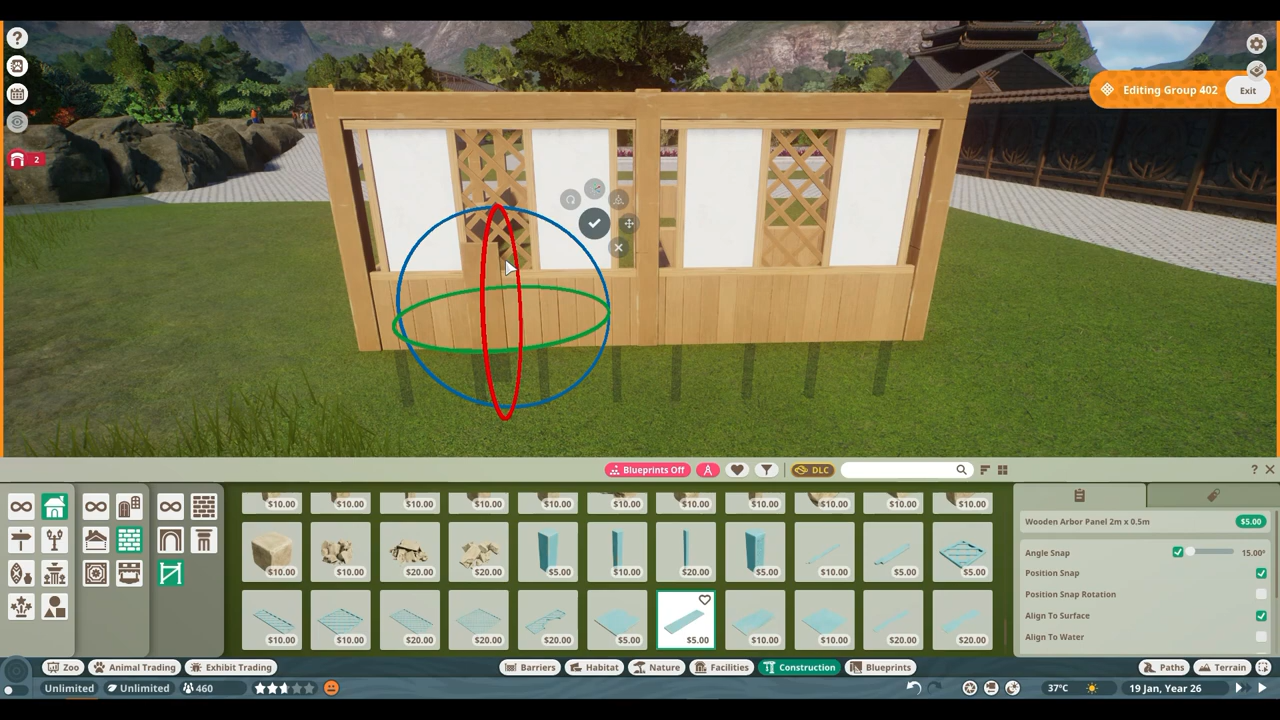 ?
Editing Group 402
Exit
2
Blueprints Off
DLC
?
$10.00 $10.00 $10.00 $10.00 $10.00 $10.00 $10.00 $10.00 $10.00 $10.00 $10.00
$10.00 $10.00 $20.00 $20.00 $5.00 $10.00 $20.00 $5.00 $10.00 $5.00 $5.00
$10.00 $10.00 $20.00 $20.00 $20.00 $5.00 $5.00 $10.00 $10.00 $20.00 $20.00
Wooden Arbor Panel 2m x 0.5m $5.00
Angle Snap 15.00°
Position Snap
Position Snap Rotation
Align To Surface
Align To Water
Zoo Animal Trading Exhibit Trading Barriers Habitat Nature Facilities Construction Blueprints Paths Terrain
Unlimited Unlimited 460 37°C 19 Jan, Year 26